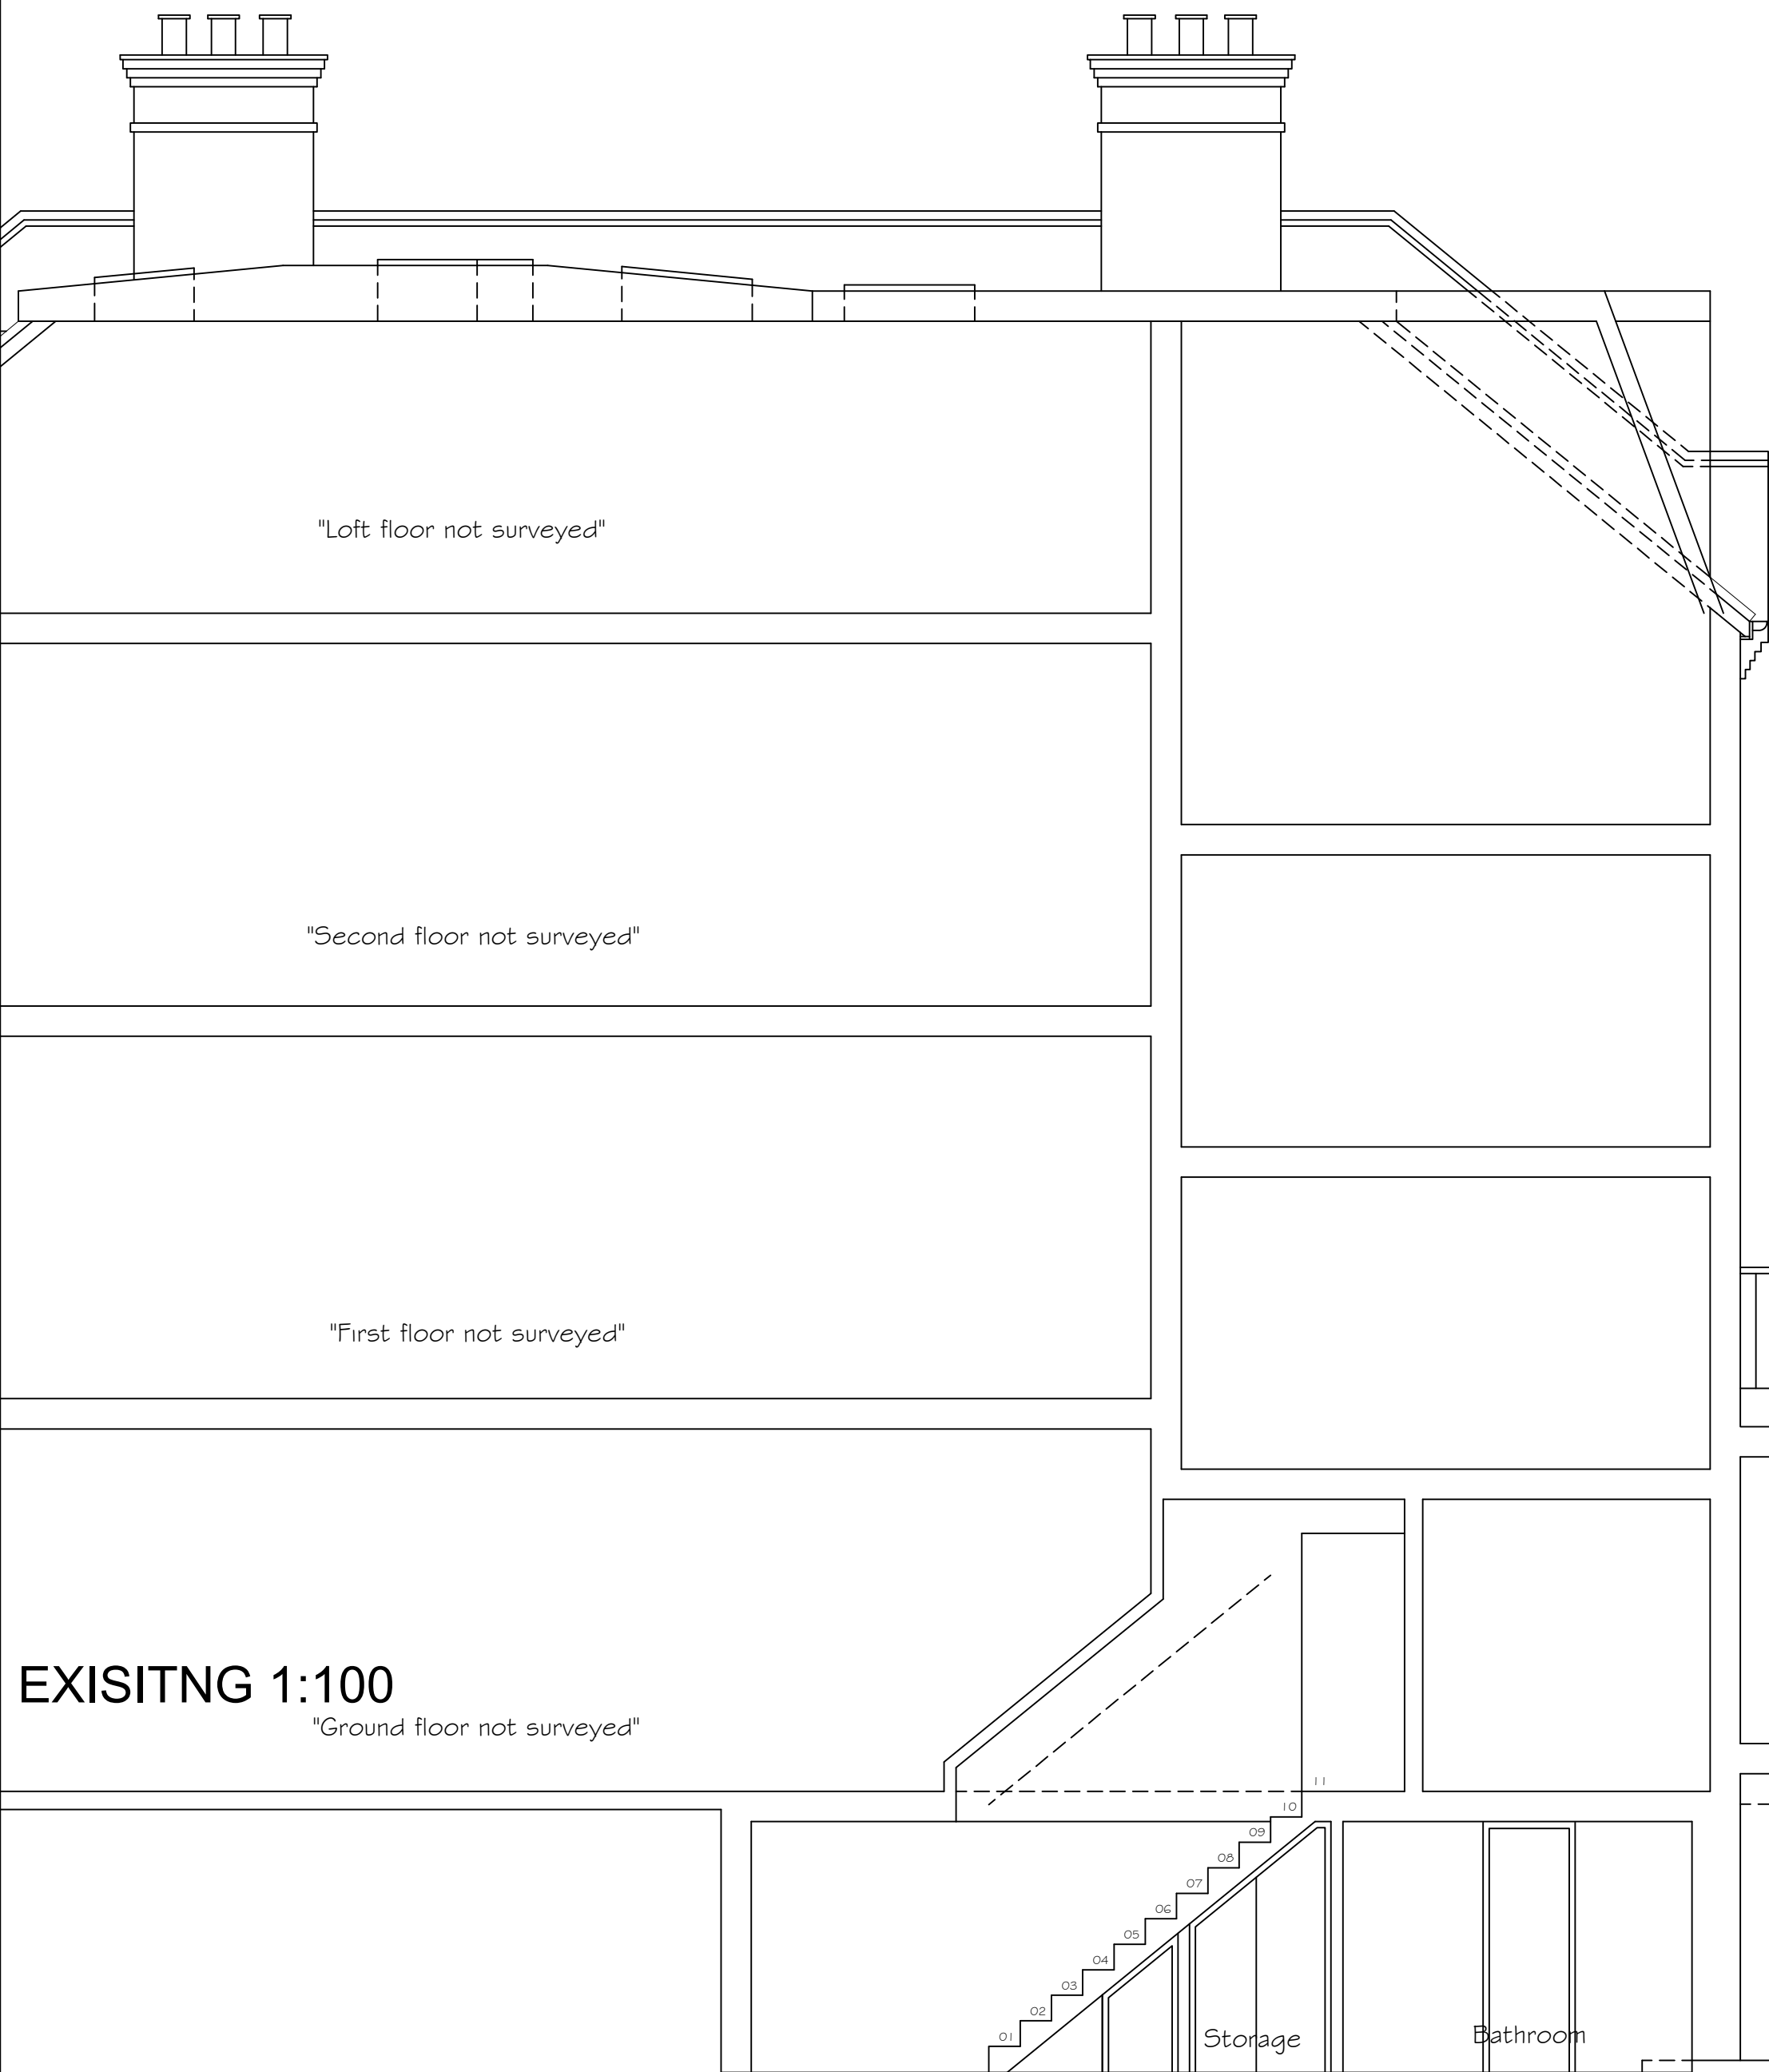 "Loft floor not surveyed"
"Second floor not surveyed"
"First floor not surveyed"
EXISITNG 1:100
"Ground floor not surveyed"
11
10
09
08
07
06
05
04
03
02
01
Storage
Bathroom